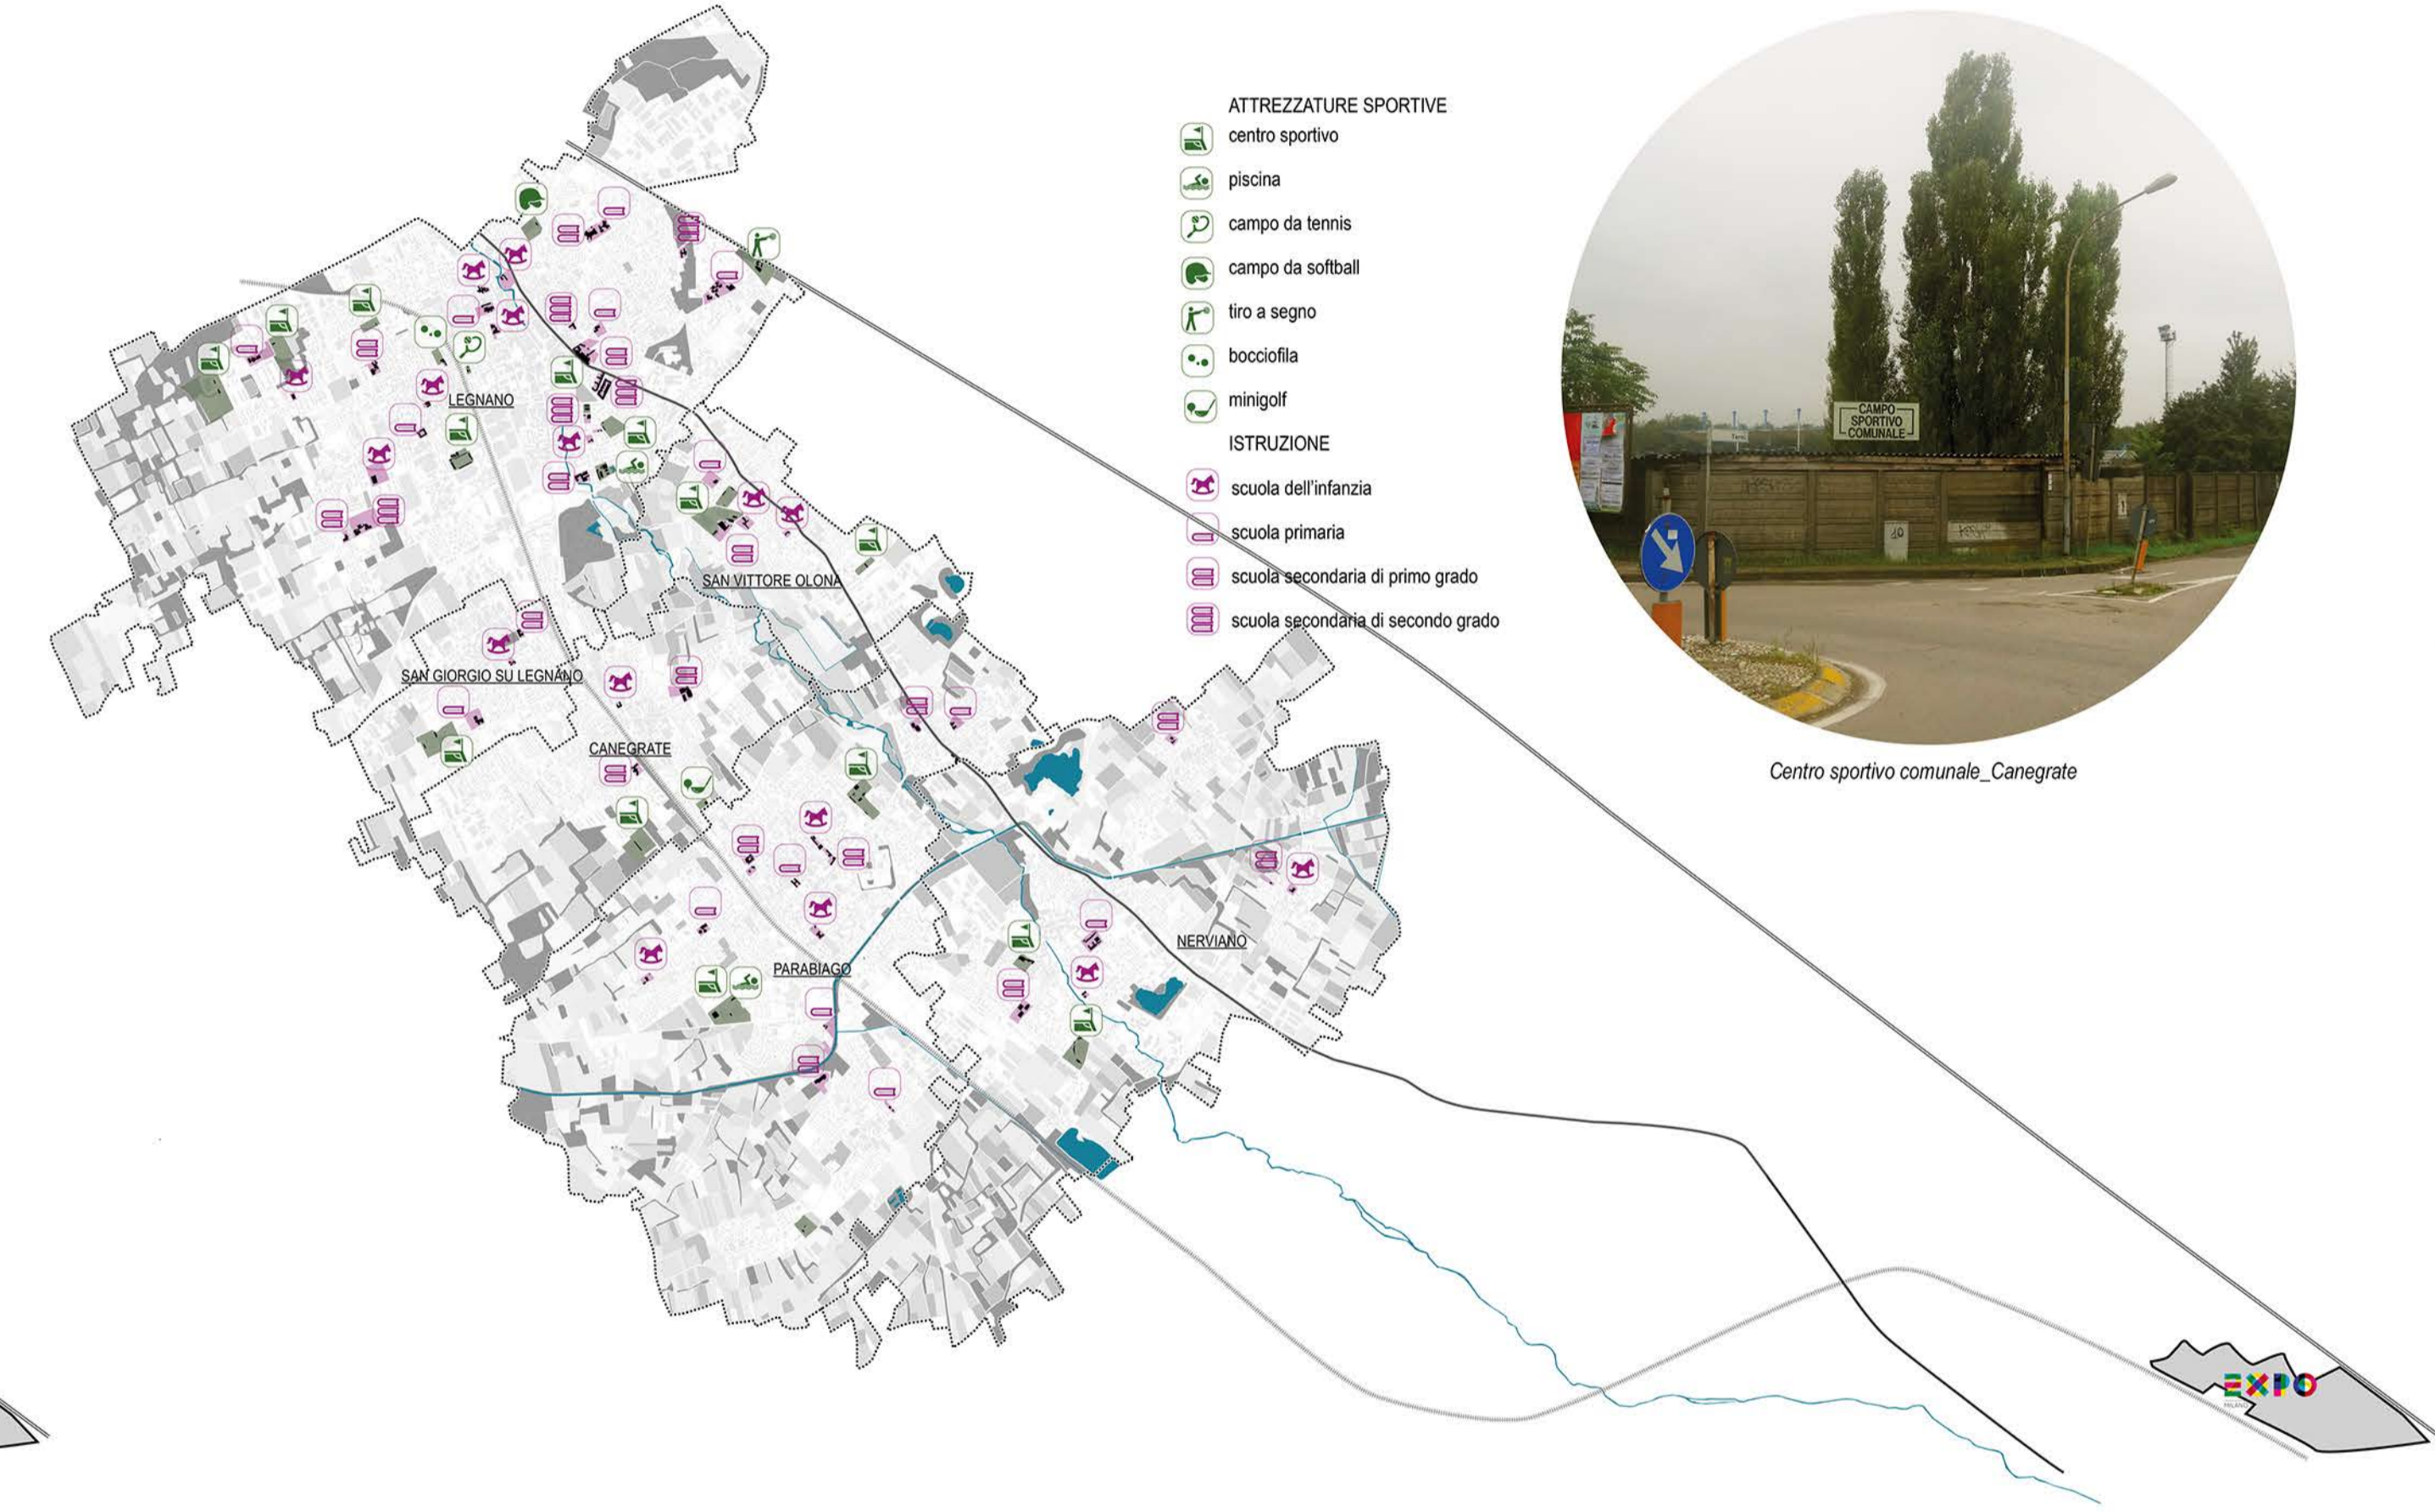 ATTREZZATURE SPORTIVE
centro sportivo
piscina
campo da tennis
campo da softball
tiro a segno
bocciofila
minigolf
ISTRUZIONE
scuola dell'infanzia
scuola primaria
scuola secondaria di primo grado
scuola secondaria di secondo grado
LEGNANO
SAN VITTORE OLONA
SAN GIORGIO SU LEGNANO
CANEGRATE
PARABIAGO
NERVIANO
CAMPO
SPORTIVO
COMUNALE
10
Centro sportivo comunale_Canegrate
EXPO
MILANO